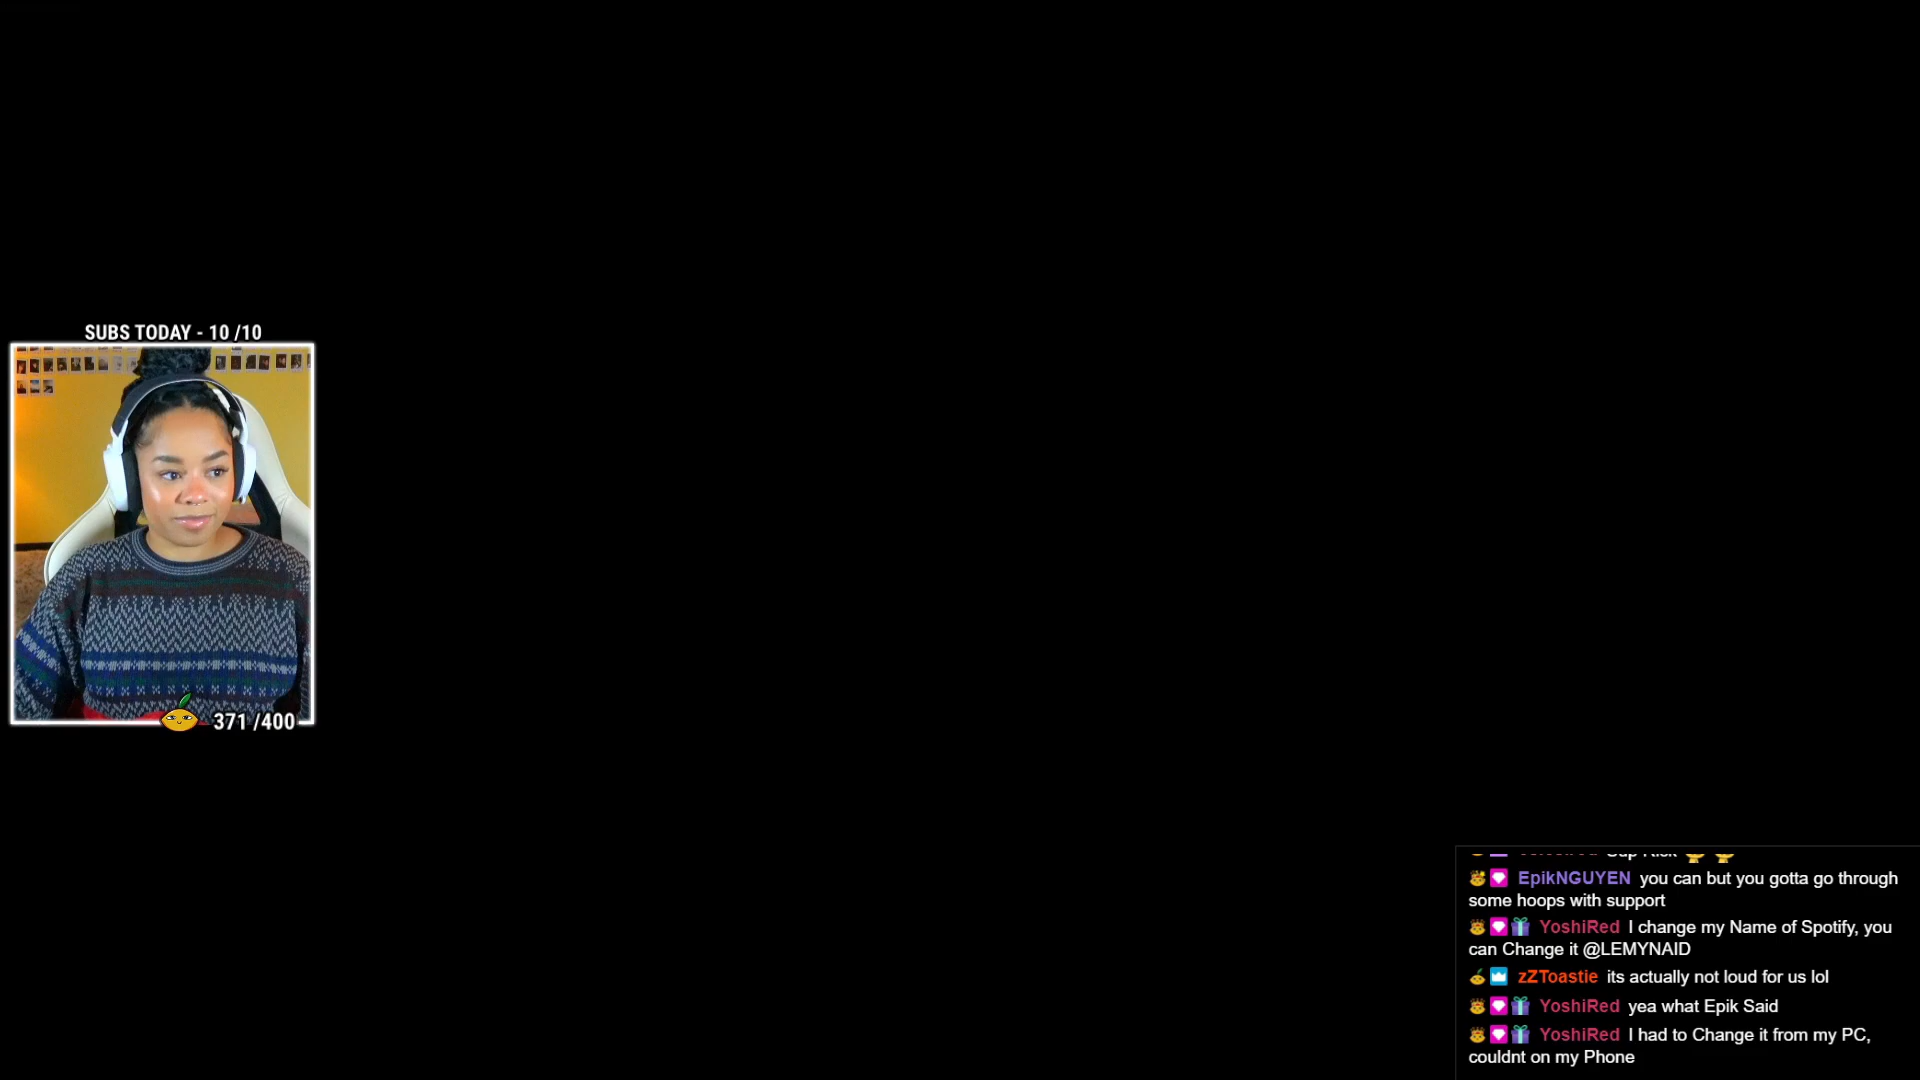 SUBS TODAY - 10 /10
371 /400
EpikNGUYEN you can but you gotta go through
some hoops with support
YoshiRed I change my Name of Spotify, you
can Change it @LEMYNAID
zZToastie its actually not loud for us lol
YoshiRed yea what Epik Said
YoshiRed I had to Change it from my PC,
couldnt on my Phone